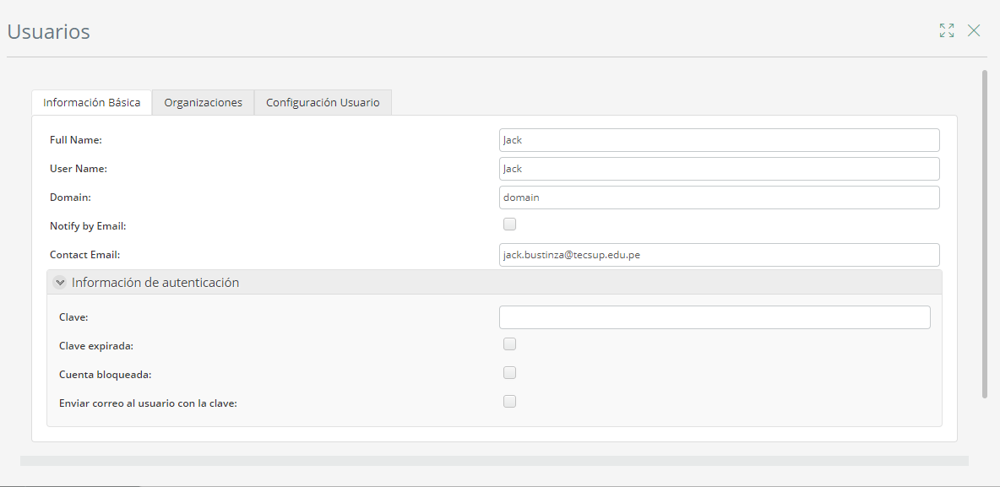 Usuarios
Información Básica Organizaciones Configuración Usuario
Full Name: Jack
User Name: Jack
Domain: domain
Notify by Email:
Contact Email: jack.bustinza@tecsup.edu.pe
Información de autenticación
Clave:
Clave expirada:
Cuenta bloqueada:
Enviar correo al usuario con la clave: